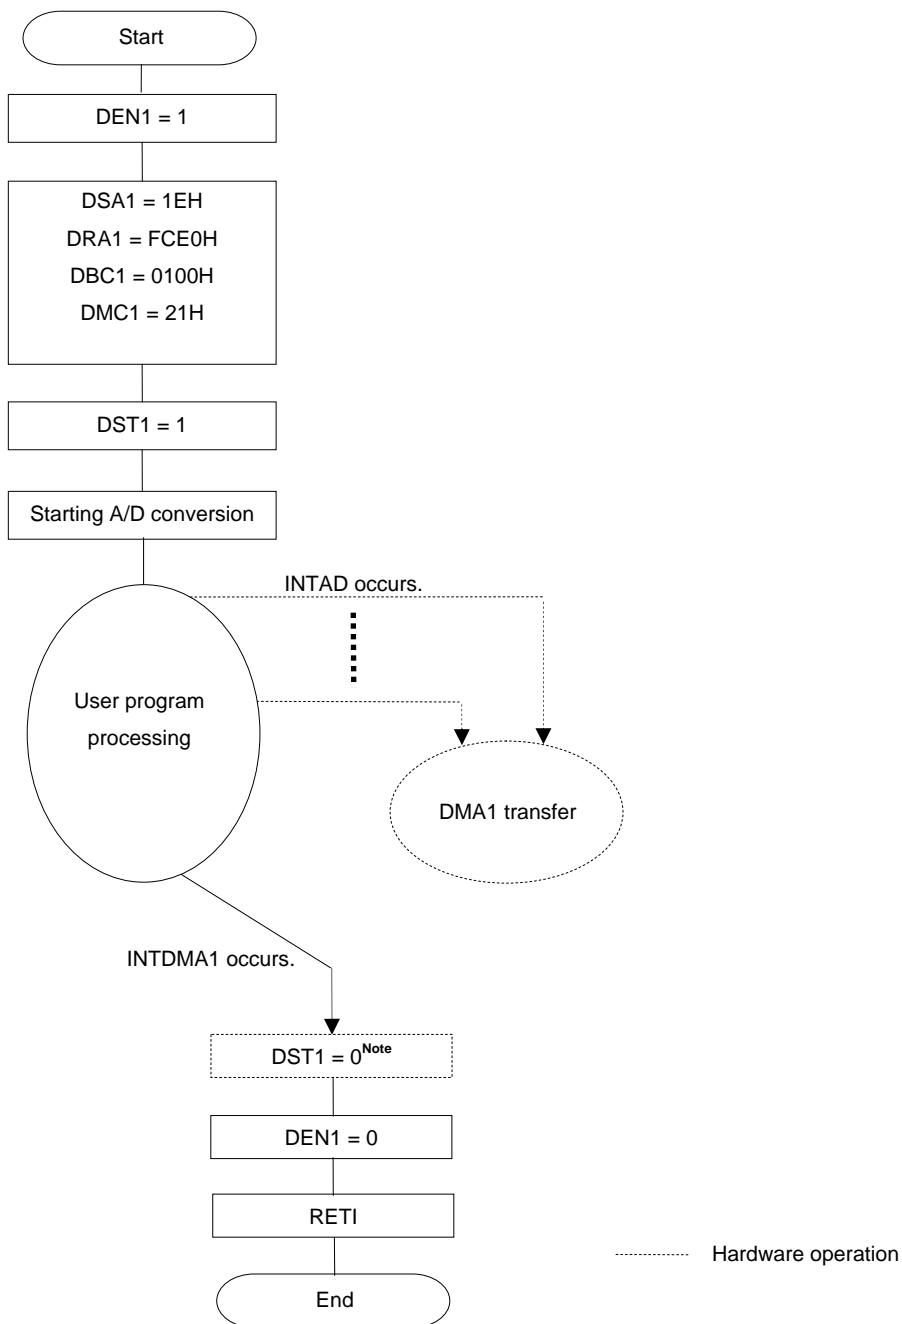 Start
DEN1 = 1
DSA1 = 1EH
DRA1 = FCE0H
DBC1 = 0100H
DMC1 = 21H
DST1 = 1
Starting A/D conversion
INTAD occurs.
User program
processing
DMA1 transfer
INTDMA1 occurs.
DST1 = 0Note
DEN1 = 0
RETI
Hardware operation
End